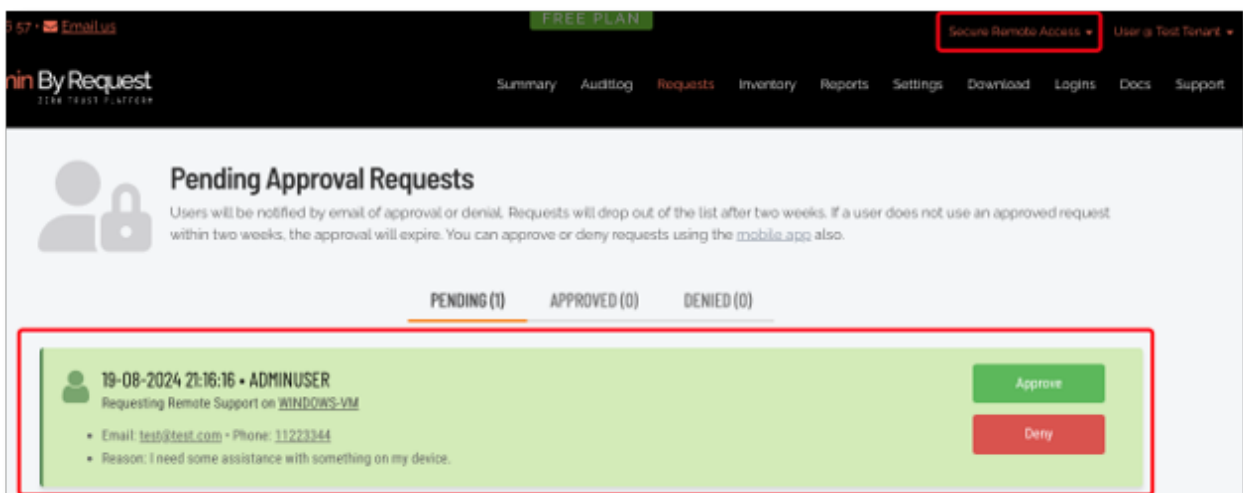 57 • Email us
FREE PLAN
Secure Remote Access
User @ Test Tenant
min By Request
ZERO TRUST PLATFORM
Summary Auditlog Requests Inventory Reports Settings Download Logins Docs Support
Pending Approval Requests
Users will be notified by email of approval or denial. Requests will drop out of the list after two weeks. If a user does not use an approved request
within two weeks, the approval will expire. You can approve or deny requests using the mobile app also.
PENDING (1) APPROVED (0) DENIED (0)
19-08-2024 21:16:16 • ADMINUSER
Requesting Remote Support on WINDOWS-VM
Approve
• Email: test@test.com • Phone: 11223344
• Reason: I need some assistance with something on my device.
Deny